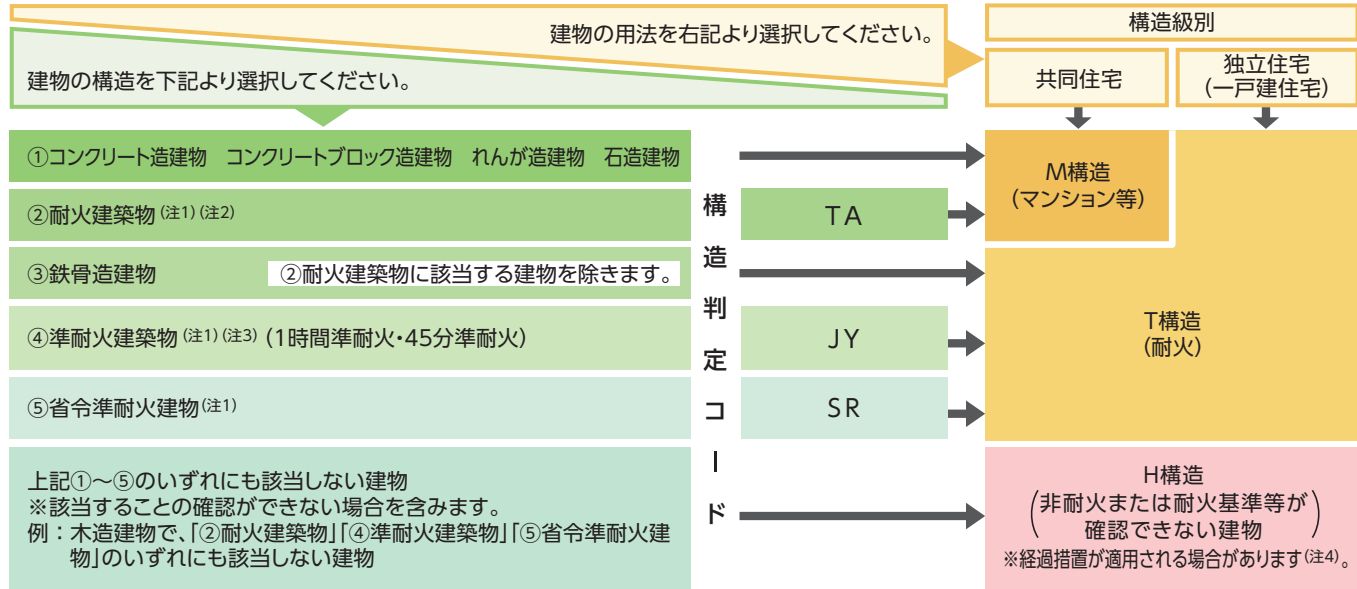 建物の用法を右記より選択してください。
建物の構造を下記より選択してください。
構造級別
共同住宅
独立住宅
(一戸建住宅)
①コンクリート造建物　コンクリートブロック造建物　れんが造建物　石造建物
②耐火建築物(注1)(注2)
③鉄骨造建物　②耐火建築物に該当する建物を除きます。
④準耐火建築物(注1)(注3)(1時間準耐火・45分準耐火)
⑤省令準耐火建物(注1)
上記①～⑤のいずれにも該当しない建物
※該当することの確認ができない場合を含みます。
例：木造建物で、「②耐火建築物」「④準耐火建築物」「⑤省令準耐火建
物」のいずれにも該当しない建物
構造判定コード
TA
JY
SR
M構造
(マンション等)
T構造
(耐火)
H構造
(非耐火または耐火基準等が
確認できない建物)
※経過措置が適用される場合があります(注4)。